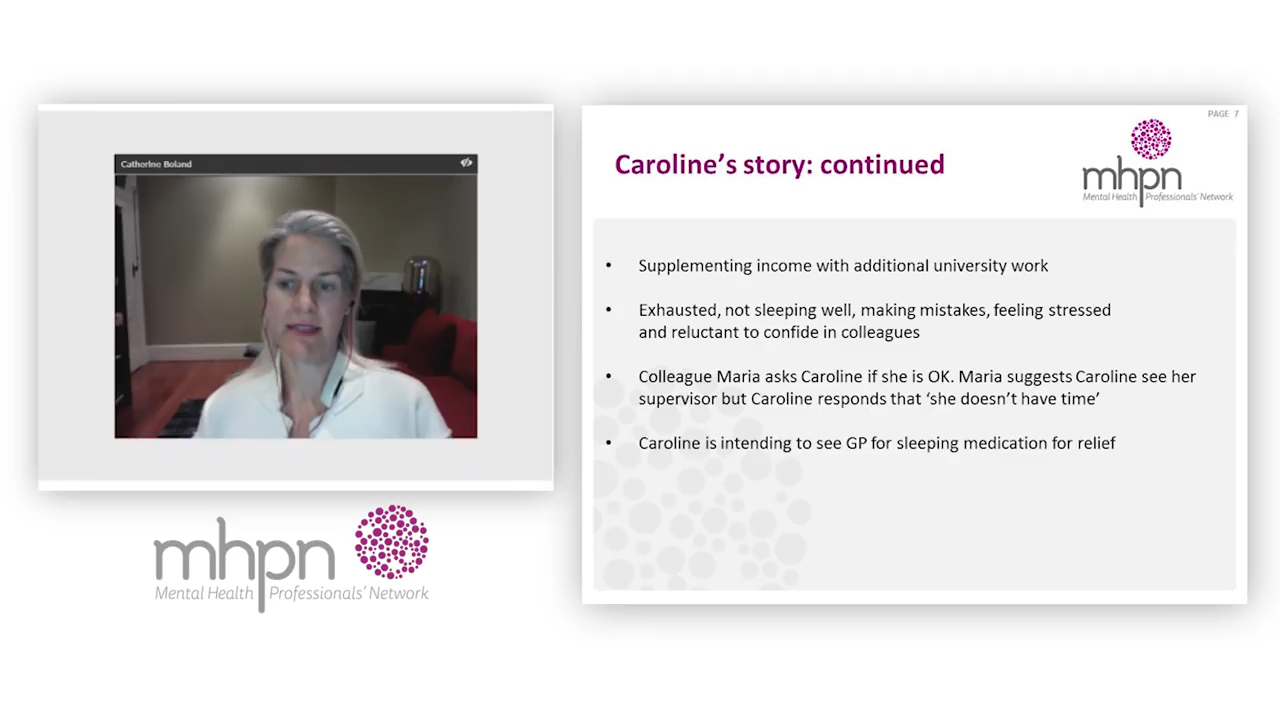 Catherine Boland
mhpn
Mental Health Professionals' Network
PAGE 7
Caroline's story: continued
mhpn
Mental Health Professionals' Network
• Supplementing income with additional university work
• Exhausted, not sleeping well, making mistakes, feeling stressed
and reluctant to confide in colleagues
• Colleague Maria asks Caroline if she is OK. Maria suggests Caroline see her
supervisor but Caroline responds that ‘she doesn’t have time’
• Caroline is intending to see GP for sleeping medication for relief